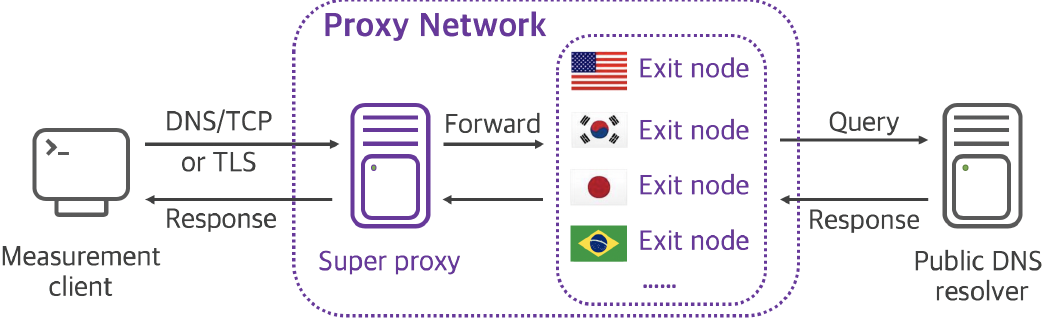 Proxy Network
Exit node
DNS/TCP
or TLS
Forward
Exit node
Query
>_
Response
Exit node
Response
Exit node
......
Measurement
client
Super proxy
Public DNS
resolver